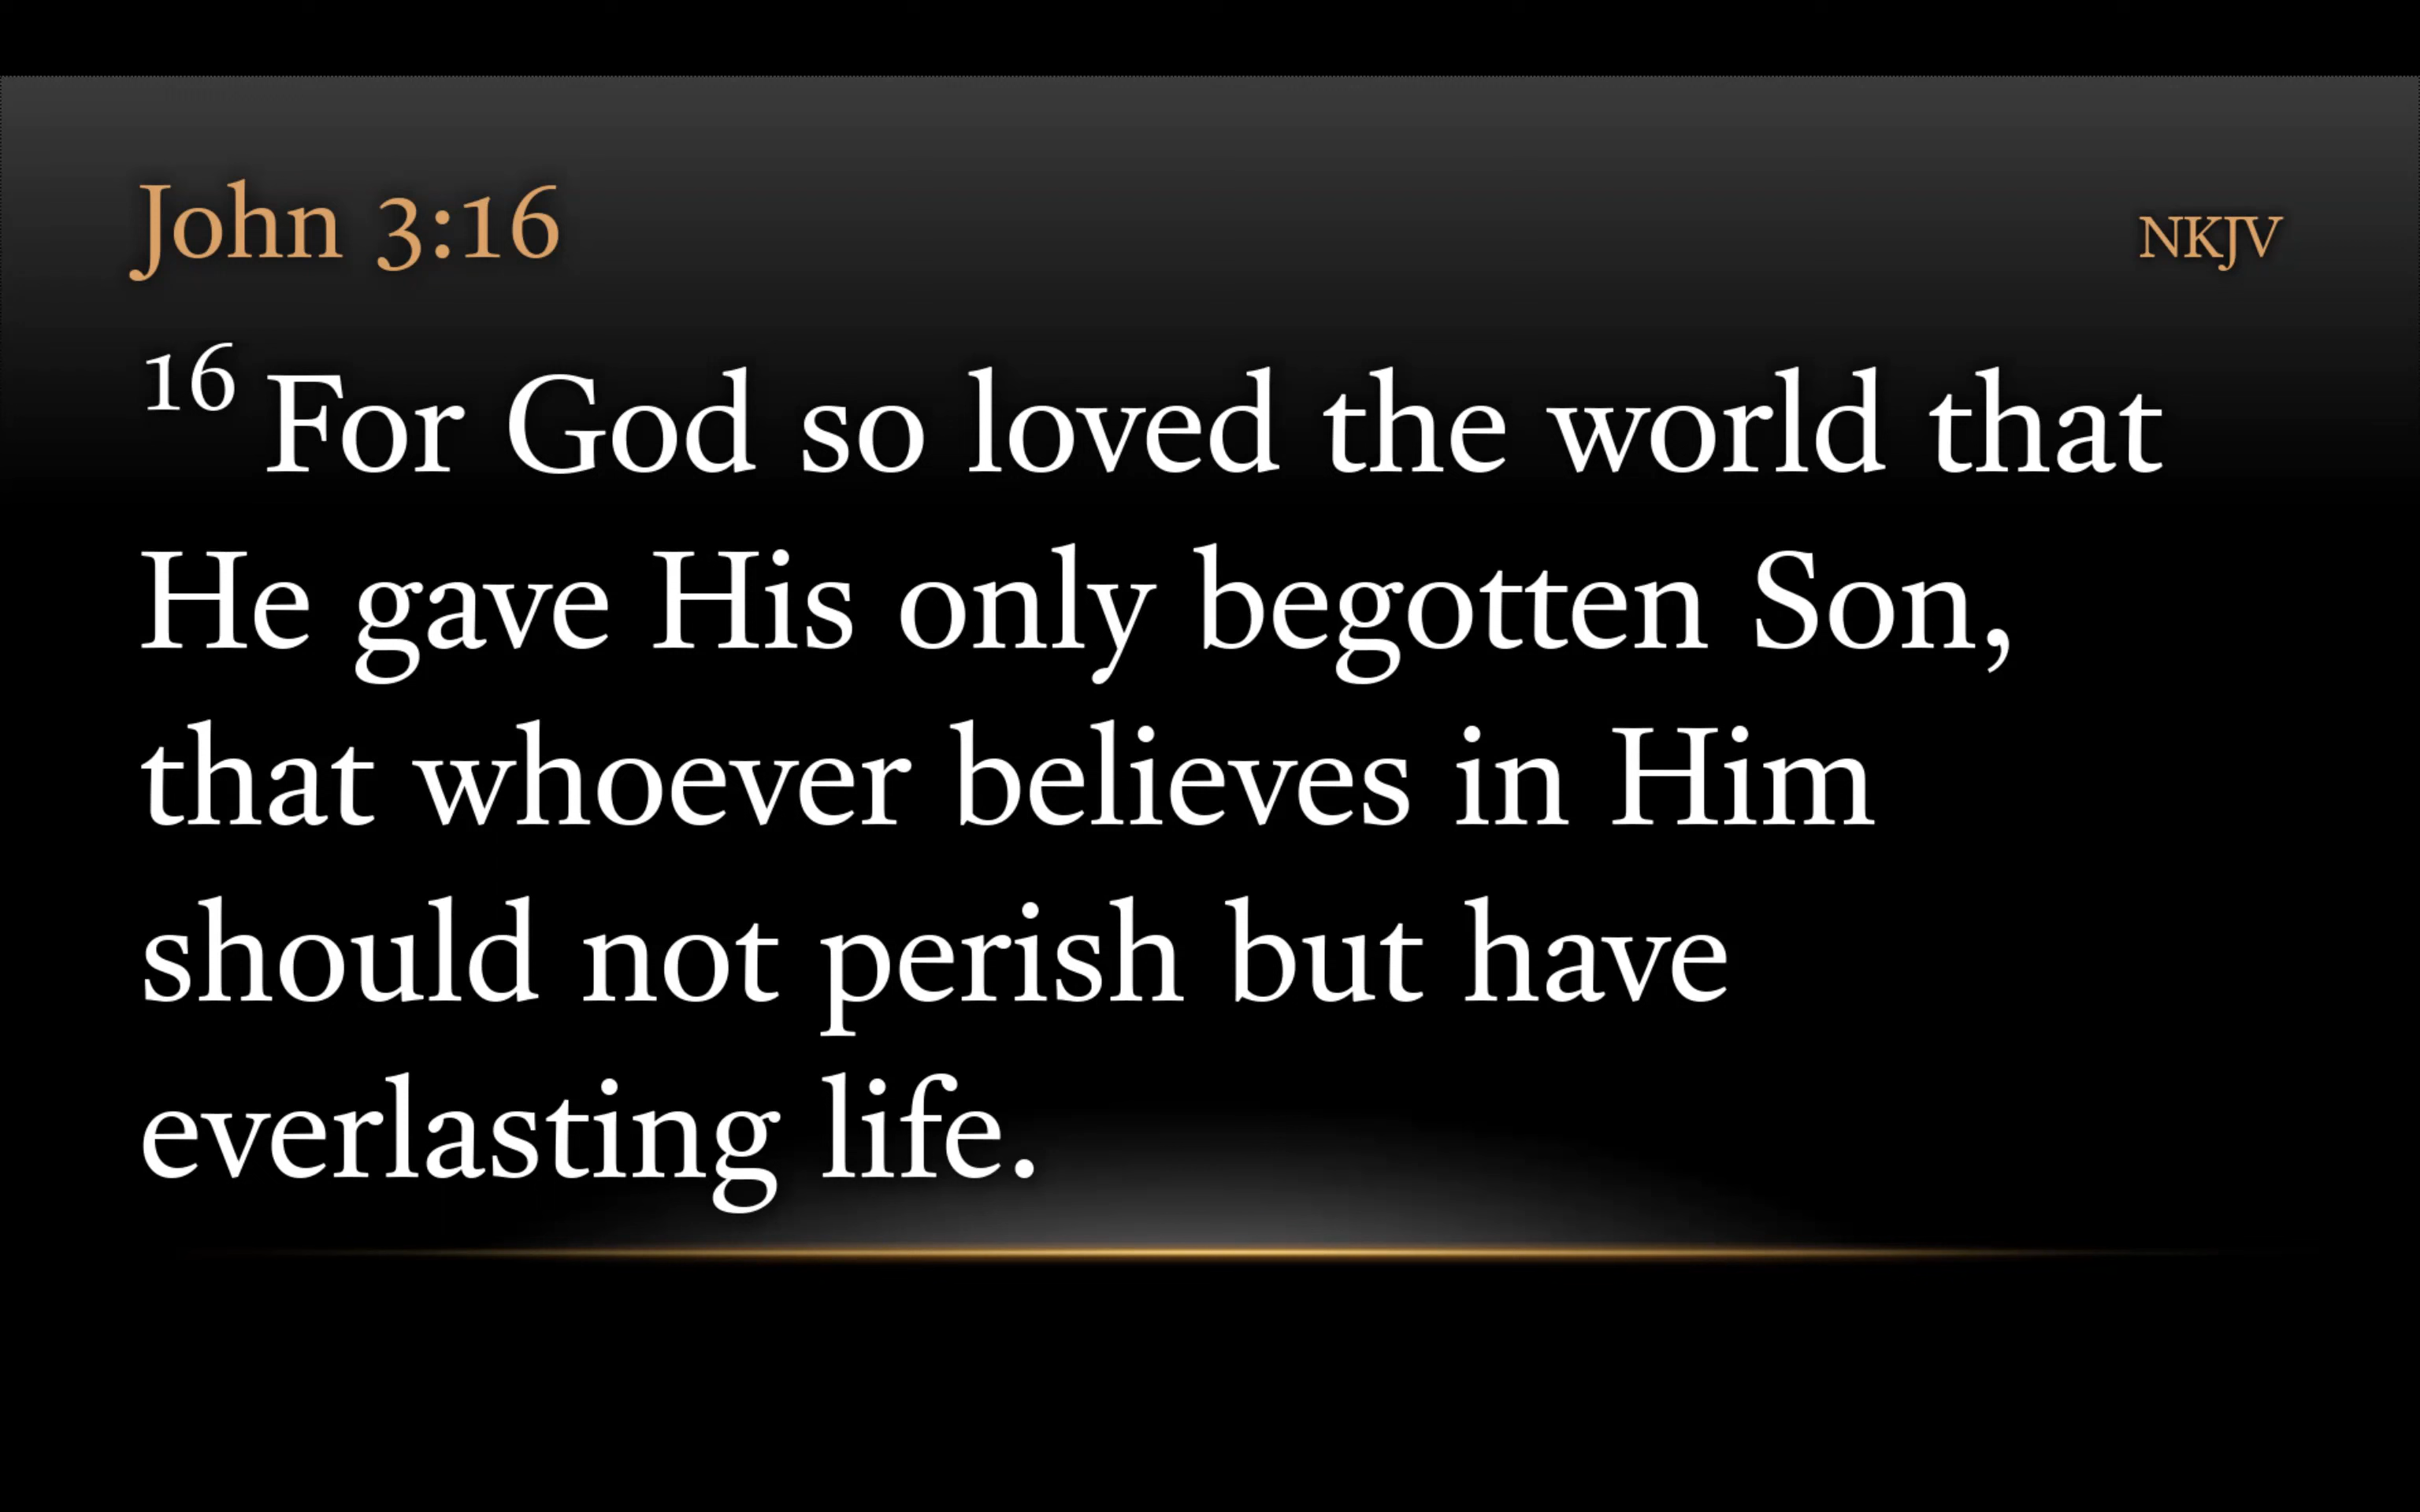 John 3:16 NKJV
16 For God so loved the world that
He gave His only begotten Son,
that whoever believes in Him
should not perish but have
everlasting life.